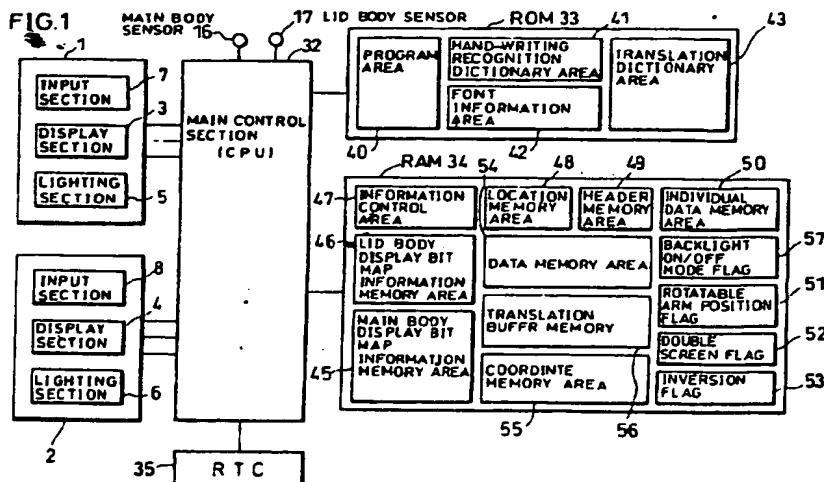 FIG.1
MAIN BODY
SENSOR 16
17 LID BODY SENSOR
32
ROM 33
41
43
1
INPUT
SECTION
7
DISPLAY
SECTION
3
LIGHTING
SECTION
5
MAIN CONTROL
SECTION
(CPU)
PROGRAM
AREA
40
HAND-WRITING
RECOGNITION
DICTIONARY AREA
FONT
INFORMATION
AREA
42
TRANSLATION
DICTIONARY
AREA
RAM 34
54
48
49
50
47
INFORMATION
CONTROL
AREA
LOCATION
MEMORY
AREA
HEADER
MEMORY
AREA
INDIVIDUAL
DATA MEMORY
AREA
46
LID BODY
DISPLAY BIT
MAP
INFORMATION
MEMORY AREA
DATA MEMORY AREA
BACKLIGHT
ON/OFF
MODE FLAG
57
ROTATABLE
ARM POSITION
FLAG
51
45
MAIN BODY
DISPLAY BIT
MAP
INFORMATION
MEMORY AREA
TRANSLATION
BUFFR MEMORY
DOUBLE
SCREEN FLAG
52
COORDINTE
MEMORY AREA
INVERSION
FLAG
53
55
56
INPUT
SECTION
8
DISPLAY
SECTION
4
LIGHTING
SECTION
6
2
35
RTC